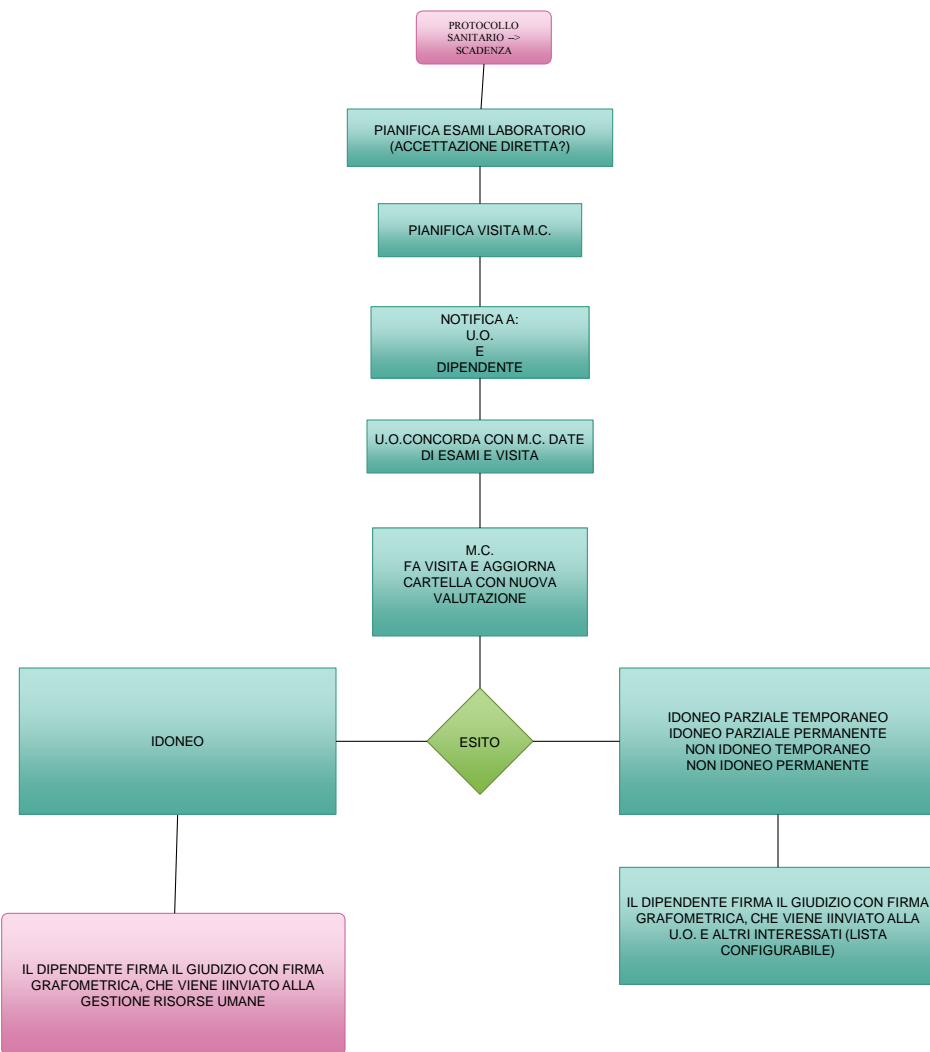 PROTOCOLLO
SANITARIO -->
SCADENZA
PIANIFICA ESAMI LABORATORIO
(ACCETTAZIONE DIRETTA?)
PIANIFICA VISITA M.C.
NOTIFICA A:
U.O.
E
DIPENDENTE
U.O.CONCORDA CON M.C. DATE
DI ESAMI E VISITA
M.C.
FA VISITA E AGGIORNA
CARTELLA CON NUOVA
VALUTAZIONE
IDONEO
ESITO
IDONEO PARZIALE TEMPORANEO
IDONEO PARZIALE PERMANENTE
NON IDONEO TEMPORANEO
NON IDONEO PERMANENTE
IL DIPENDENTE FIRMA IL GIUDIZIO CON FIRMA
GRAFOMETRICA, CHE VIENE IINVIATO ALLA
GESTIONE RISORSE UMANE
IL DIPENDENTE FIRMA IL GIUDIZIO CON FIRMA
GRAFOMETRICA, CHE VIENE IINVIATO ALLA
U.O. E ALTRI INTERESSATI (LISTA
CONFIGURABILE)